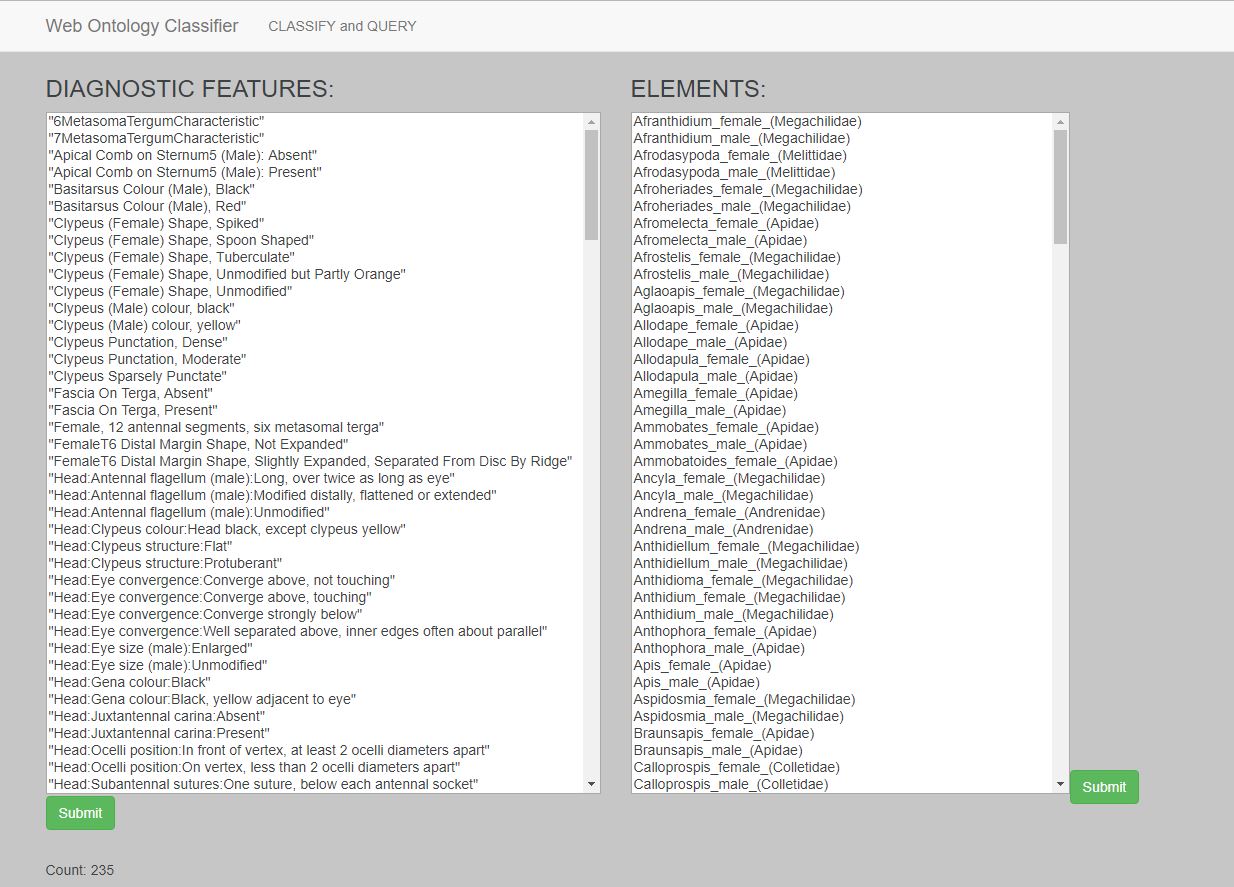 Web Ontology Classifier CLASSIFY and QUERY
DIAGNOSTIC FEATURES:
"6MetasomaTergumCharacteristic"
"7MetasomaTergumCharacteristic"
"Apical Comb on Sternum5 (Male): Absent"
"Apical Comb on Sternum5 (Male): Present"
"Basitarsus Colour (Male), Black"
"Basitarsus Colour (Male), Red"
"Clypeus (Female) Shape, Spiked"
"Clypeus (Female) Shape, Spoon Shaped"
"Clypeus (Female) Shape, Tuberculate"
"Clypeus (Female) Shape, Unmodified but Partly Orange"
"Clypeus (Female) Shape, Unmodified"
"Clypeus (Male) colour, black"
"Clypeus (Male) colour, yellow"
"Clypeus Punctation, Dense"
"Clypeus Punctation, Moderate"
"Clypeus Sparsely Punctate"
"Fascia On Terga, Absent"
"Fascia On Terga, Present"
"Female, 12 antennal segments, six metasomal terga"
"FemaleT6 Distal Margin Shape, Not Expanded"
"FemaleT6 Distal Margin Shape, Slightly Expanded, Separated From Disc By Ridge"
"Head:Antennal flagellum (male):Long, over twice as long as eye"
"Head:Antennal flagellum (male):Modified distally, flattened or extended"
"Head:Antennal flagellum (male):Unmodified"
"Head:Clypeus colour:Head black, except clypeus yellow"
"Head:Clypeus structure:Flat"
"Head:Clypeus structure:Protuberant"
"Head:Eye convergence:Converge above, not touching"
"Head:Eye convergence:Converge above, touching"
"Head:Eye convergence:Converge strongly below"
"Head:Eye convergence:Well separated above, inner edges often about parallel"
"Head:Eye size (male):Enlarged"
"Head:Eye size (male):Unmodified"
"Head:Gena colour:Black"
"Head:Gena colour:Black, yellow adjacent to eye"
"Head:Juxtantennal carina:Absent"
"Head:Juxtantennal carina:Present"
"Head:Ocelli position:In front of vertex, at least 2 ocelli diameters apart"
"Head:Ocelli position:On vertex, less than 2 ocelli diameters apart"
"Head:Subantennal sutures:One suture, below each antennal socket"
Submit
Count: 235
ELEMENTS:
Afranthidium_female_(Megachilidae)
Afranthidium_male_(Megachilidae)
Afrodasypoda_female_(Melittidae)
Afrodasypoda_male_(Melittidae)
Afroheriades_female_(Megachilidae)
Afroheriades_male_(Megachilidae)
Afromelecta_female_(Apidae)
Afromelecta_male_(Apidae)
Afrostelis_female_(Megachilidae)
Afrostelis_male_(Megachilidae)
Aglaoapis_female_(Megachilidae)
Aglaoapis_male_(Megachilidae)
Allodape_female_(Apidae)
Allodape_male_(Apidae)
Allodapula_female_(Apidae)
Allodapula_male_(Apidae)
Amegilla_female_(Apidae)
Amegilla_male_(Apidae)
Ammobates_female_(Apidae)
Ammobates_male_(Apidae)
Ammobatoides_female_(Apidae)
Ancyla_female_(Megachilidae)
Ancyla_male_(Megachilidae)
Andrena_female_(Andrenidae)
Andrena_male_(Andrenidae)
Anthidiellum_female_(Megachilidae)
Anthidiellum_male_(Megachilidae)
Anthidioma_female_(Megachilidae)
Anthidium_female_(Megachilidae)
Anthidium_male_(Megachilidae)
Anthophora_female_(Apidae)
Anthophora_male_(Apidae)
Apis_female_(Apidae)
Apis_male_(Apidae)
Aspidosmia_female_(Megachilidae)
Aspidosmia_male_(Megachilidae)
Braunsapis_female_(Apidae)
Braunsapis_male_(Apidae)
Calloprospis_female_(Colletidae)
Calloprospis_male_(Colletidae)
Submit